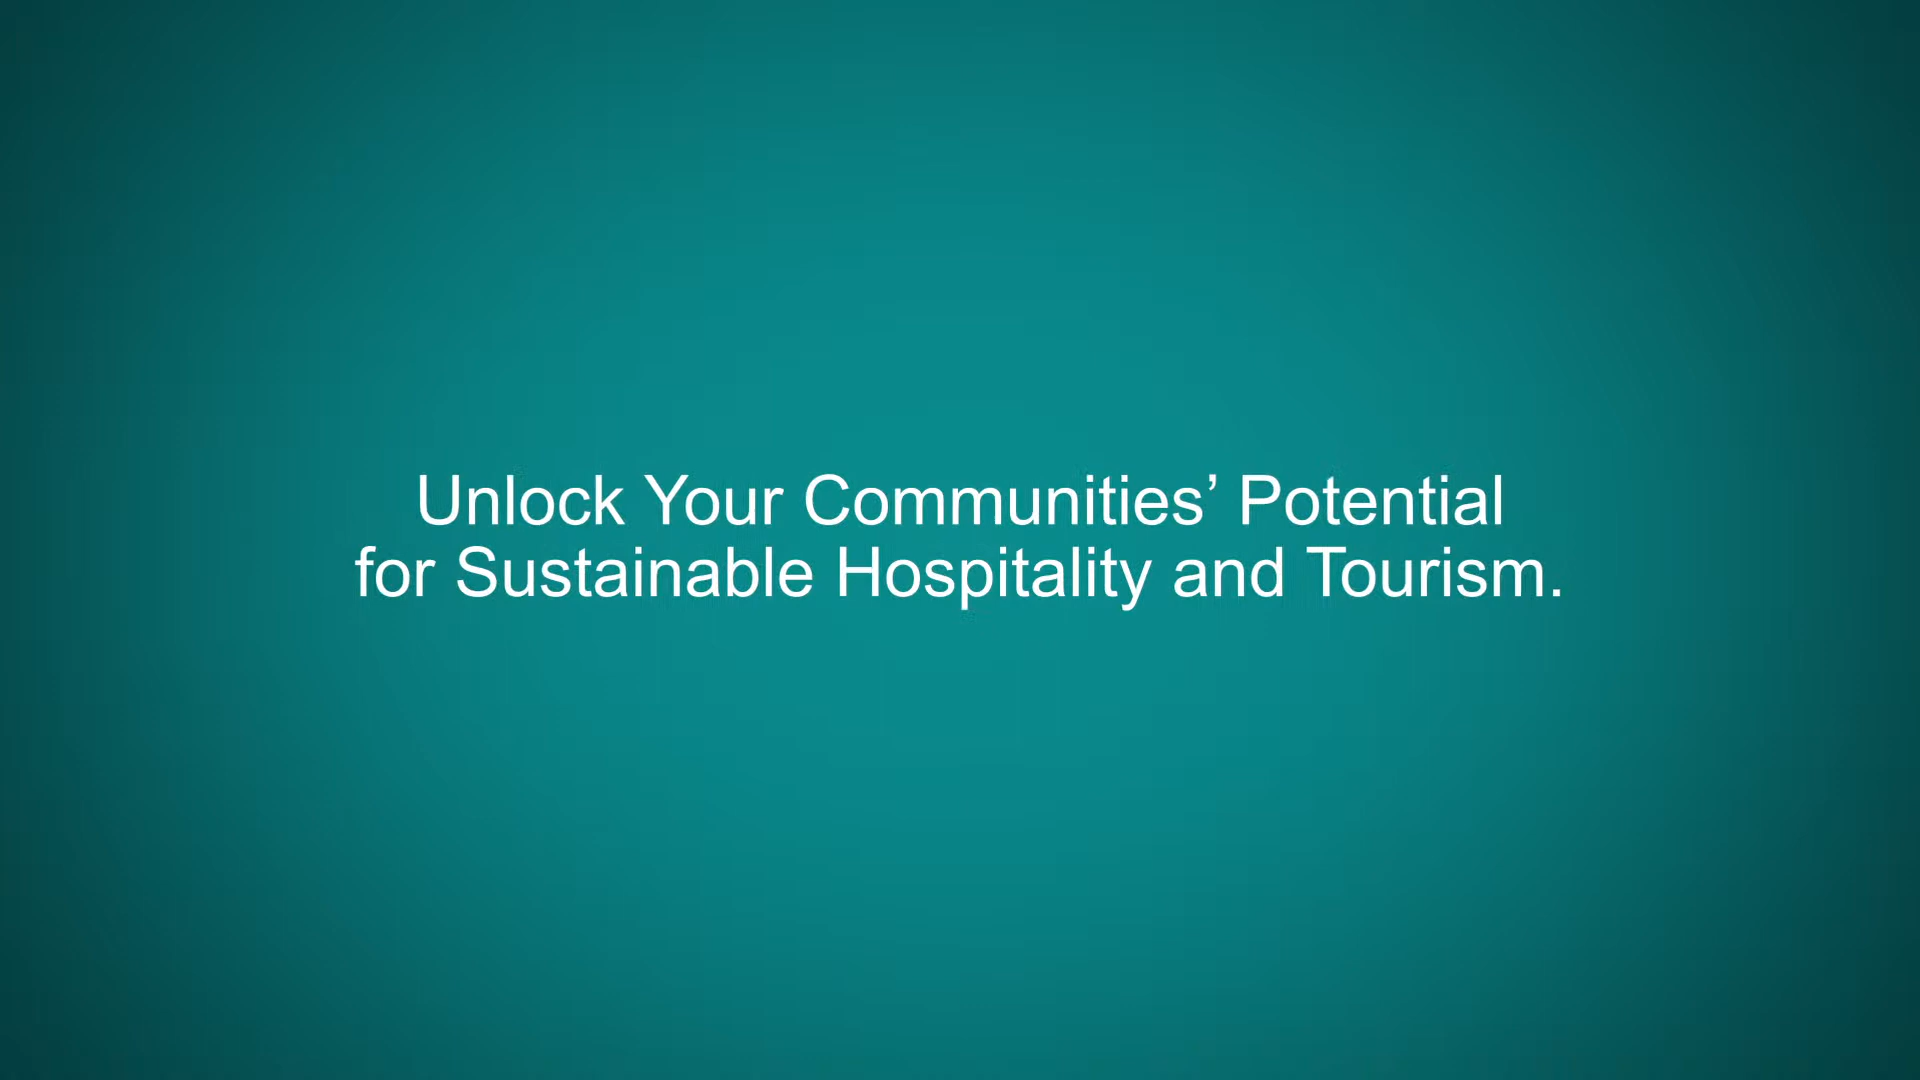 Unlock Your Communities’ Potential
for Sustainable Hospitality and Tourism.